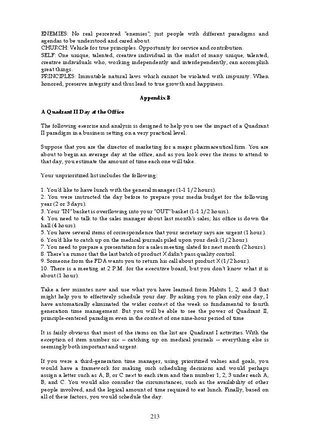 ENEMIES: No real perceived "enemies"; just people with different paradigms and
agendas to be understood and cared about.
CHURCH: Vehicle for true principles. Opportunity for service and contribution.
SELF: One unique, talented, creative individual in the midst of many unique, talented,
creative individuals who, working independently and interdependently, can accomplish
great things.
PRINCIPLES: Immutable natural laws which cannot be violated with impunity. When
honored, preserve integrity and thus lead to true growth and happiness.
Appendix B
A Quadrant II Day at the Office
The following exercise and analysis is designed to help you see the impact of a Quadrant
II paradigm in a business setting on a very practical level.
Suppose that you are the director of marketing for a major pharmaceutical firm. You are
about to begin an average day at the office, and as you look over the items to attend to
that day, you estimate the amount of time each one will take.
Your unprioritized list includes the following:
1. You'd like to have lunch with the general manager (1-1 1/2 hours).
2. You were instructed the day before to prepare your media budget for the following
year (2 or 3 days).
3. Your "IN" basket is overflowing into your "OUT" basket (1-1 1/2 hours).
4. You need to talk to the sales manager about last month's sales; his office is down the
hall (4 hours).
5. You have several items of correspondence that your secretary says are urgent (1 hour).
6. You'd like to catch up on the medical journals piled upon your desk (1/2 hour).
7. You need to prepare a presentation for a sales meeting slated for next month (2 hours).
8. There's a rumor that the last batch of product X didn't pass quality control.
9. Someone from the FDA wants you to return his call about product X (1/2 hour).
10. There is a meeting at 2 P.M. for the executive board, but you don't know what it is
about (1 hour).
Take a few minutes now and use what you have learned from Habits 1, 2, and 3 that
might help you to effectively schedule your day. By asking you to plan only one day, I
have automatically eliminated the wider context of the week so fundamental to fourth
generation time management. But you will be able to see the power of Quadrant II,
principle-centered paradigm even in the context of one nine-hour period of time.
It is fairly obvious that most of the items on the list are Quadrant I activities. With the
exception of item number six -- catching up on medical journals -- everything else is
seemingly both important and urgent.
If you were a third-generation time manager, using prioritized values and goals, you
would have a framework for making such scheduling decisions and would perhaps
assign a letter such as A, B, or C next to each item and then number 1, 2, 3 under each A,
B, and C. You would also consider the circumstances, such as the availability of other
people involved, and the logical amount of time required to eat lunch. Finally, based on
all of these factors, you would schedule the day.
213